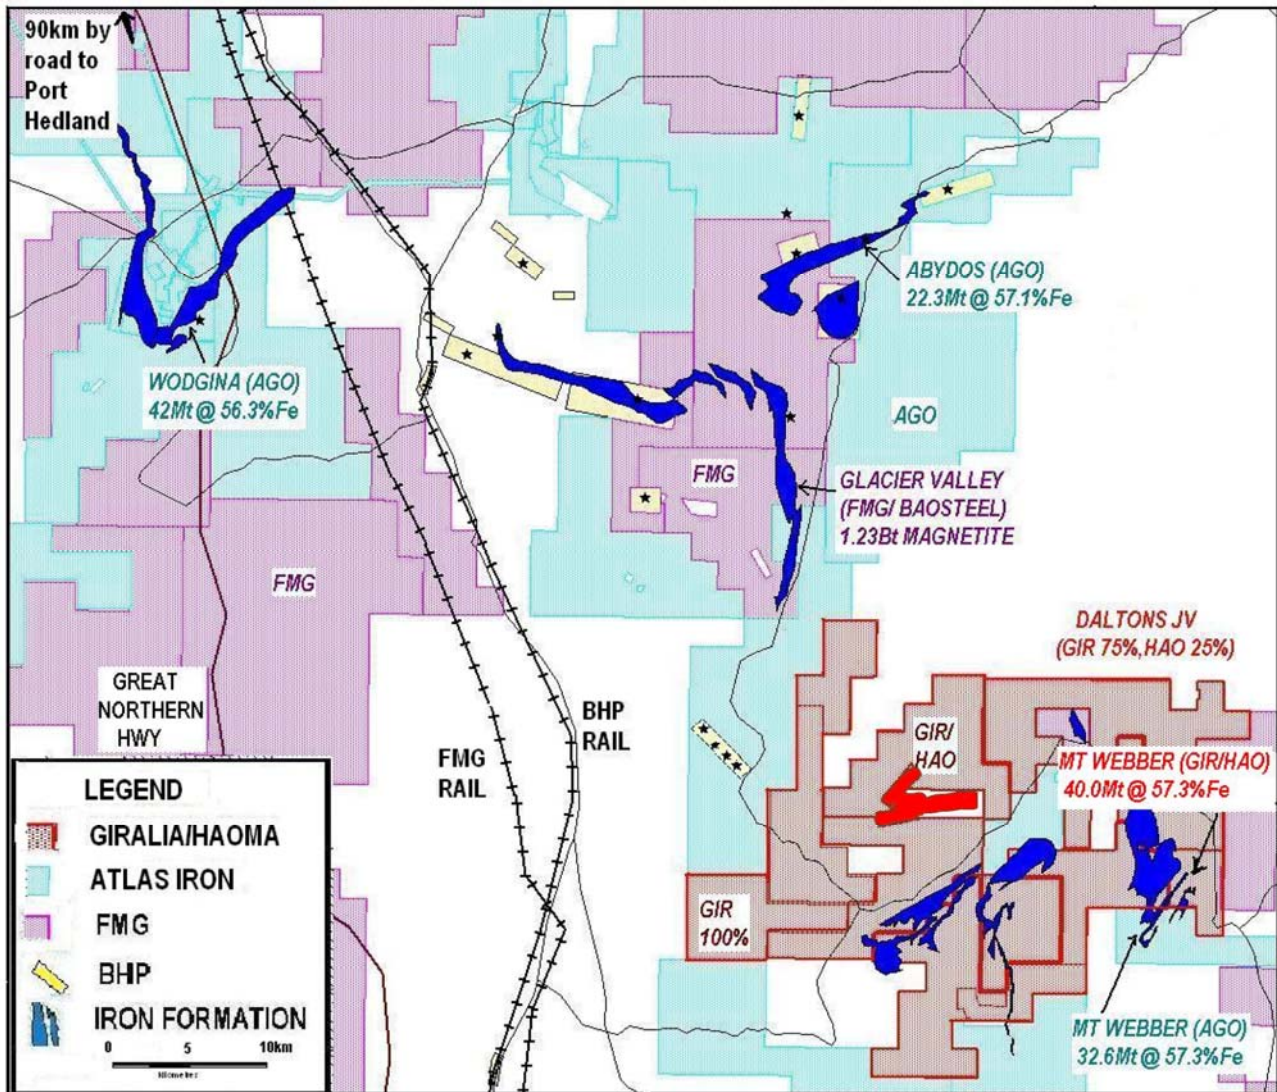 90km by
road to
Port
Hedland
ABYDOS (AGO)
22.3Mt @ 57.1%Fe
WODGINA (AGO)
42Mt @ 56.3%Fe
AGO
FMG
GLACIER VALLEY
(FMG/ BAOSTEEL)
1.23Bt MAGNETITE
FMG
DALTONS JV
(GIR 75%,HAO 25%)
GREAT
NORTHERN
HWY
BHP
RAIL
FMG
RAIL
GIR/
HAO
MT WEBBER (GIR/HAO)
40.0Mt @ 57.3%Fe
GIR
100%
MT WEBBER (AGO)
32.6Mt @ 57.3%Fe
LEGEND
GIRALIA/HAOMA
ATLAS IRON
FMG
BHP
IRON FORMATION
0 5 10km
kilometres